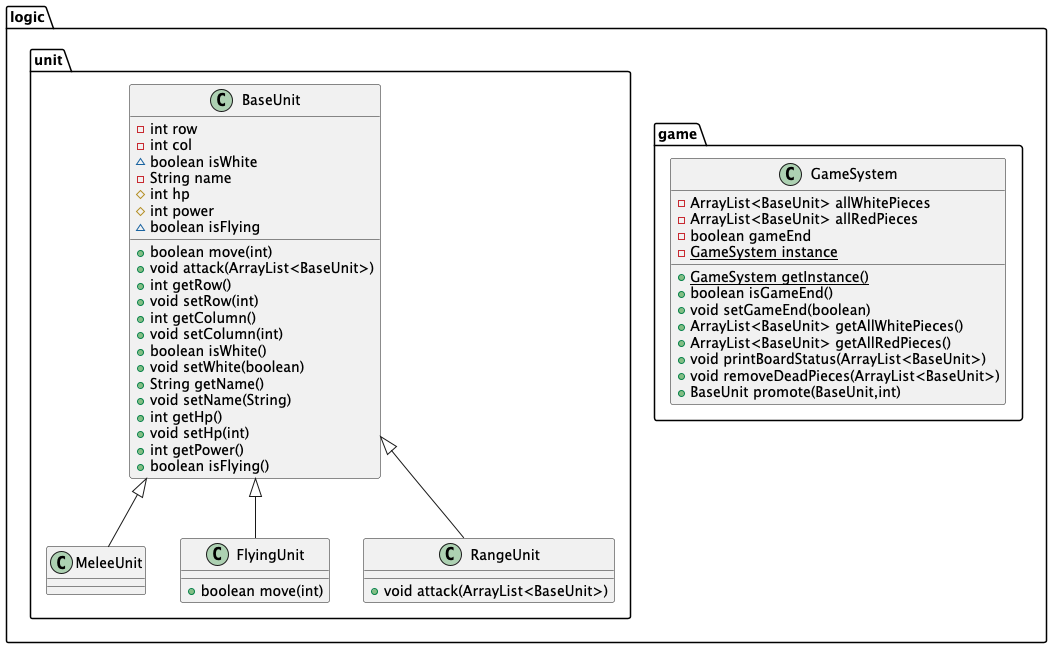 logic
unit
C BaseUnit
int row
int col
boolean isWhite
String name
int hp
int power
boolean isFlying
boolean move(int)
void attack(ArrayList<BaseUnit>)
int getRow()
void setRow(int)
int getColumn()
void setColumn(int)
boolean isWhite()
void setWhite(boolean)
String getName()
void setName(String)
int getHp()
void setHp(int)
int getPower()
boolean isFlying()
C MeleeUnit
C FlyingUnit
boolean move(int)
C RangeUnit
void attack(ArrayList<BaseUnit>)
game
C GameSystem
ArrayList<BaseUnit> allWhitePieces
ArrayList<BaseUnit> allRedPieces
boolean gameEnd
GameSystem instance
GameSystem getInstance()
boolean isGameEnd()
void setGameEnd(boolean)
ArrayList<BaseUnit> getAllWhitePieces()
ArrayList<BaseUnit> getAllRedPieces()
void printBoardStatus(ArrayList<BaseUnit>)
void removeDeadPieces(ArrayList<BaseUnit>)
BaseUnit promote(BaseUnit,int)